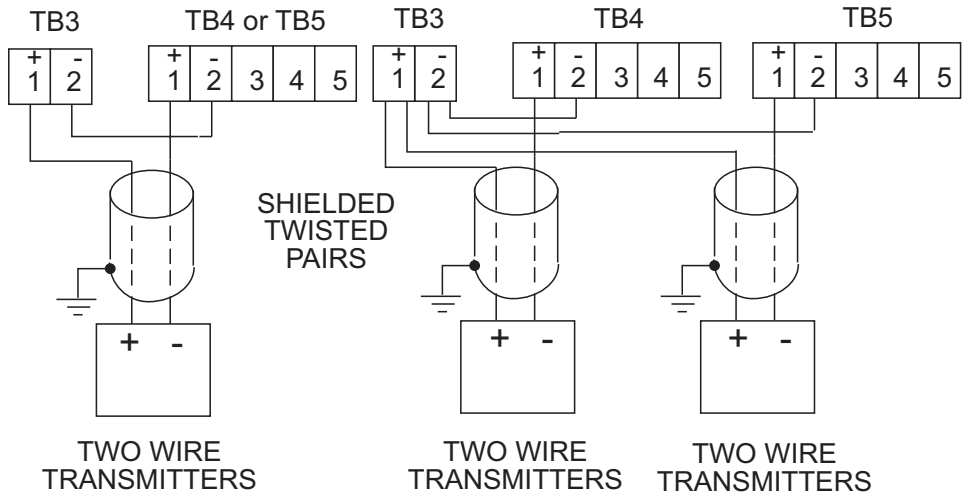 TB3 TB4 or TB5 TB3 TB4 TB5
+ - + - + - + - + -
1 2 1 2 3 4 5 1 2 1 2 3 4 5 1 2 3 4 5
SHIELDED
TWISTED
PAIRS
+ - + - + -
TWO WIRE
TRANSMITTERS
TWO WIRE
TRANSMITTERS
TWO WIRE
TRANSMITTERS